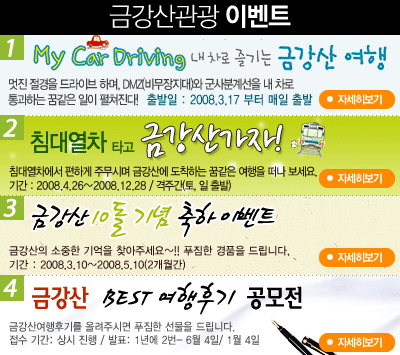 금강산관광 이벤트
1 My Car Driving 내 차로 즐기는 금강산 여행
멋진 절경을 드라이브 하며, DMZ(비무장지대)와 군사분계선을 내 차로
통과하는 꿈같은 일이 펼쳐진다! 출발일 : 2008.3.17 부터 매일 출발
자세히보기
2 침대열차 타고 금강산가자!
침대열차에서 편하게 주무시며 금강산에 도착하는 꿈같은 여행을 떠나 보세요.
기간 : 2008.4.26~2008.12.28 / 격주간(토, 일 출발)
자세히보기
3 금강산 10돌 기념 축하 이벤트
금강산의 소중한 기억을 찾아주세요~!! 푸짐한 경품을 드립니다.
기간 : 2008.3.10~2008.5.10(2개월간)
자세히보기
4 금강산 BEST 여행후기 공모전
금강산여행후기를 올려주시면 푸짐한 선물을 드립니다.
접수 기간: 상시 진행 / 발표: 1년에 2번- 6월 4일/ 1월 4일
자세히보기